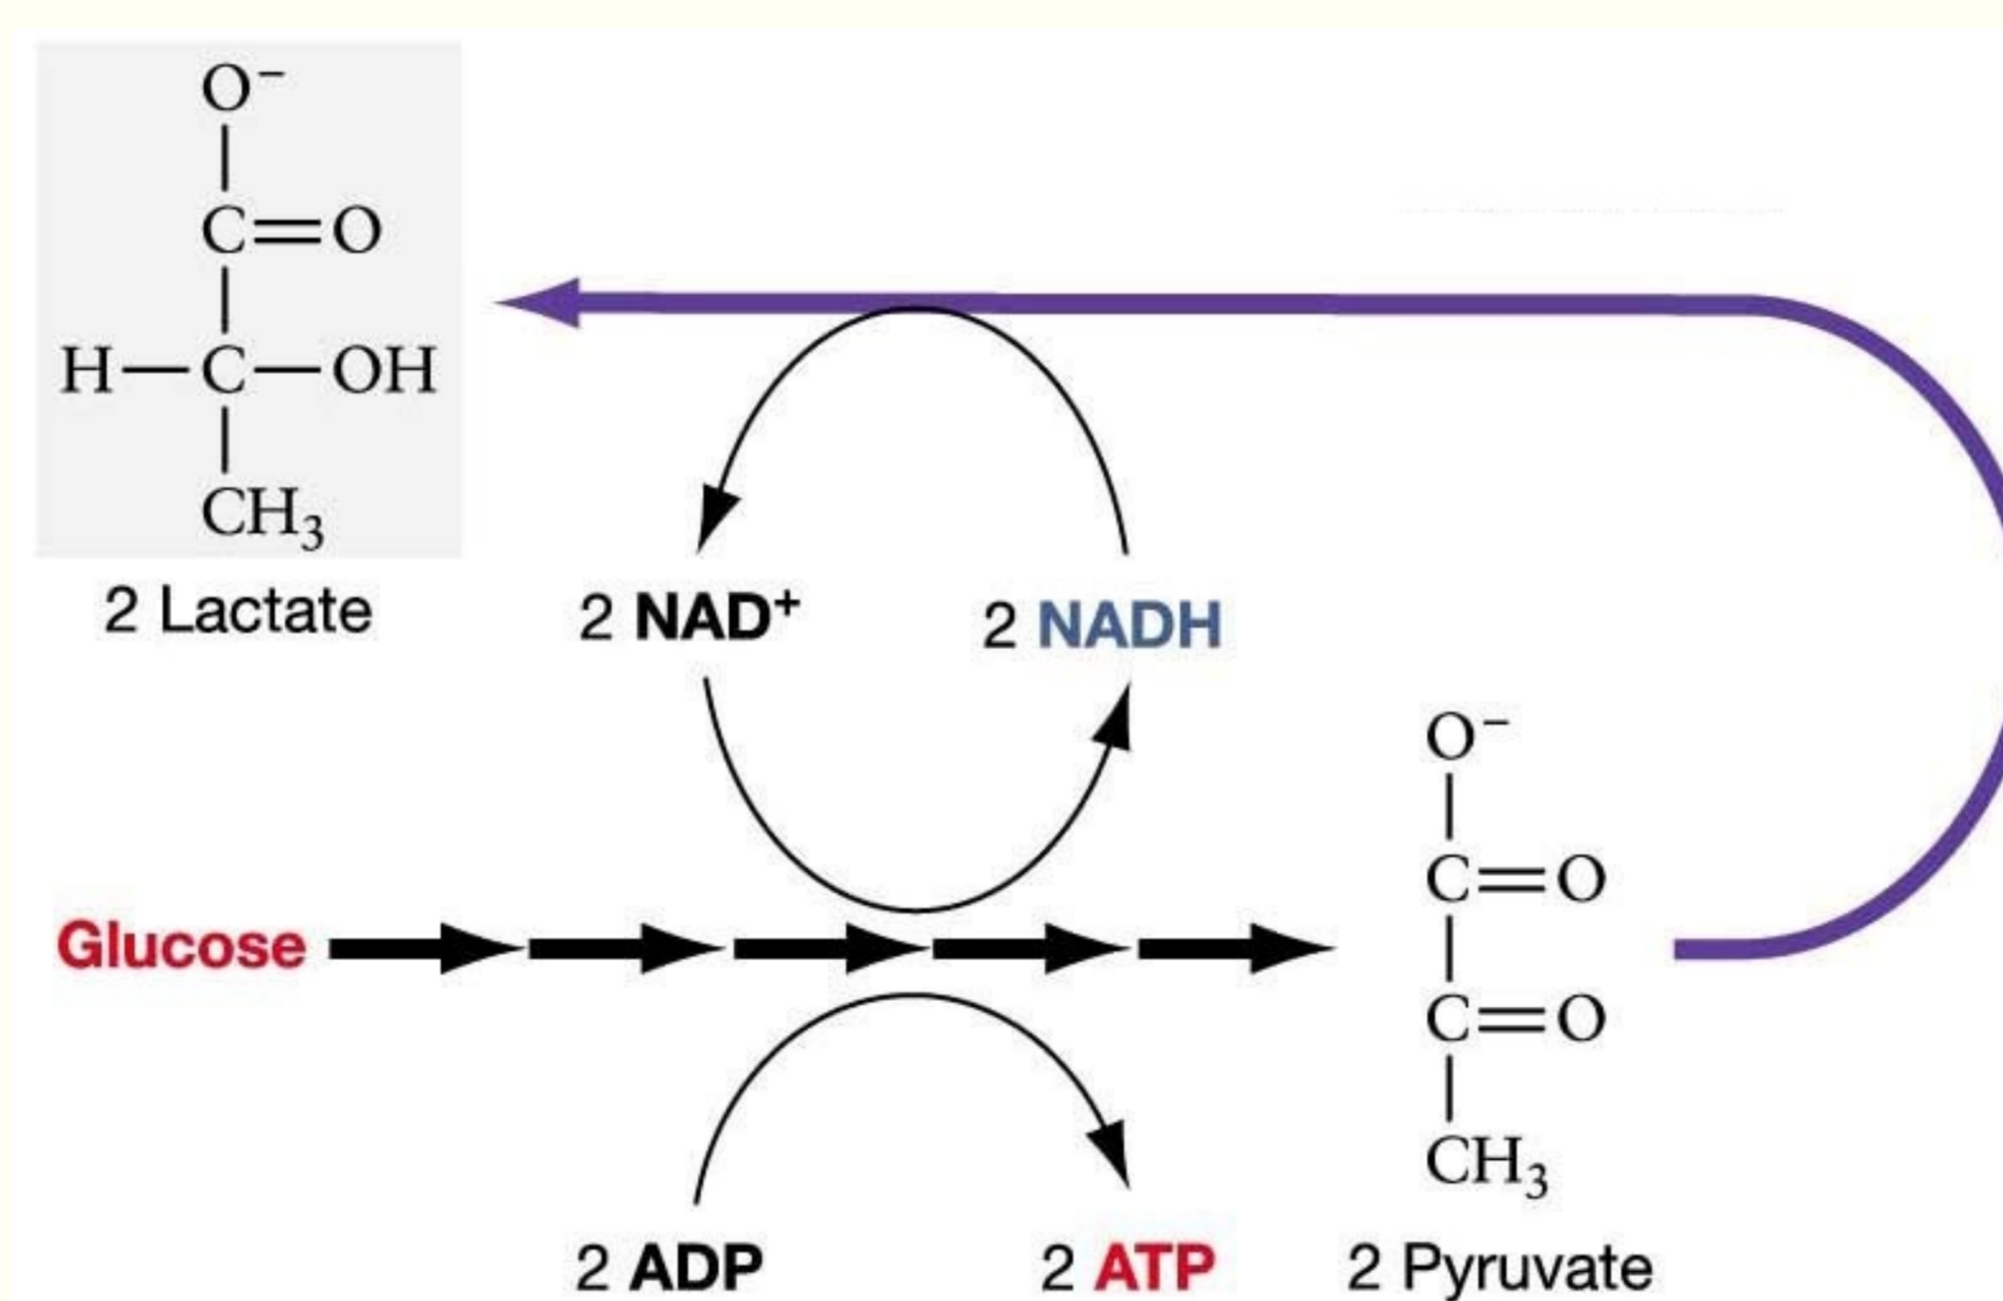 O⁻
C=O
H—C—OH
CH₃
2 Lactate
2 NAD⁺
2 NADH
Glucose
O⁻
C=O
C=O
CH₃
2 ADP
2 ATP
2 Pyruvate